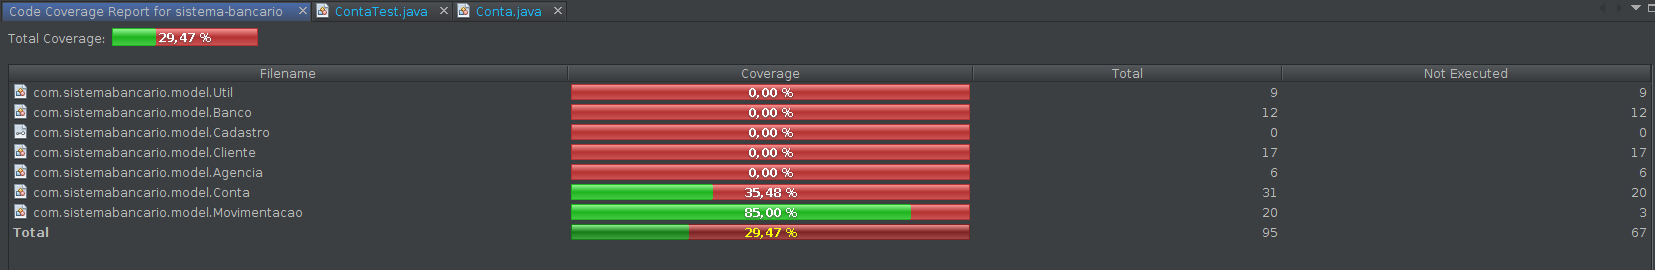 Code Coverage Report for sistema-bancario ContaTest.java Conta.java
Total Coverage: 29,47 %
Filename Coverage Total Not Executed
com.sistemabancario.model.Util 0,00 % 9 9
com.sistemabancario.model.Banco 0,00 % 12 12
com.sistemabancario.model.Cadastro 0,00 % 0 0
com.sistemabancario.model.Cliente 0,00 % 17 17
com.sistemabancario.model.Agencia 0,00 % 6 6
com.sistemabancario.model.Conta 35,48 % 31 20
com.sistemabancario.model.Movimentacao 85,00 % 20 3
Total 29,47 % 95 67